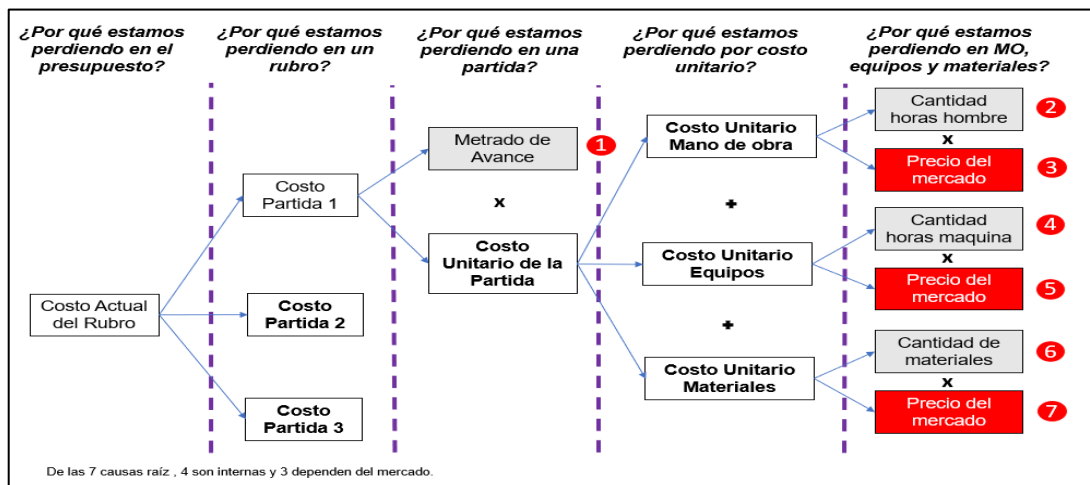 ¿Por qué estamos
perdiendo en el
presupuesto?
¿Por qué estamos
perdiendo en un
rubro?
¿Por qué estamos
perdiendo en una
partida?
¿Por qué estamos
perdiendo por costo
unitario?
¿Por qué estamos
perdiendo en MO,
equipos y materiales?
Costo Actual
del Rubro
Costo
Partida 1
Costo
Partida 2
Costo
Partida 3
Metrado de
Avance
1
x
Costo
Unitario de la
Partida
Costo Unitario
Mano de obra
+
Costo Unitario
Equipos
+
Costo Unitario
Materiales
Cantidad
horas hombre
2
x
Precio del
mercado
3
Cantidad
horas maquina
4
x
Precio del
mercado
5
Cantidad de
materiales
6
x
Precio del
mercado
7
De las 7 causas raíz , 4 son internas y 3 dependen del mercado.